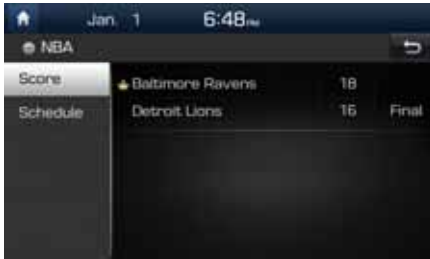 Jan. 1 6:48PM
NBA
Score
Baltimore Ravens 18
Schedule
Detroit Lions 16 Final